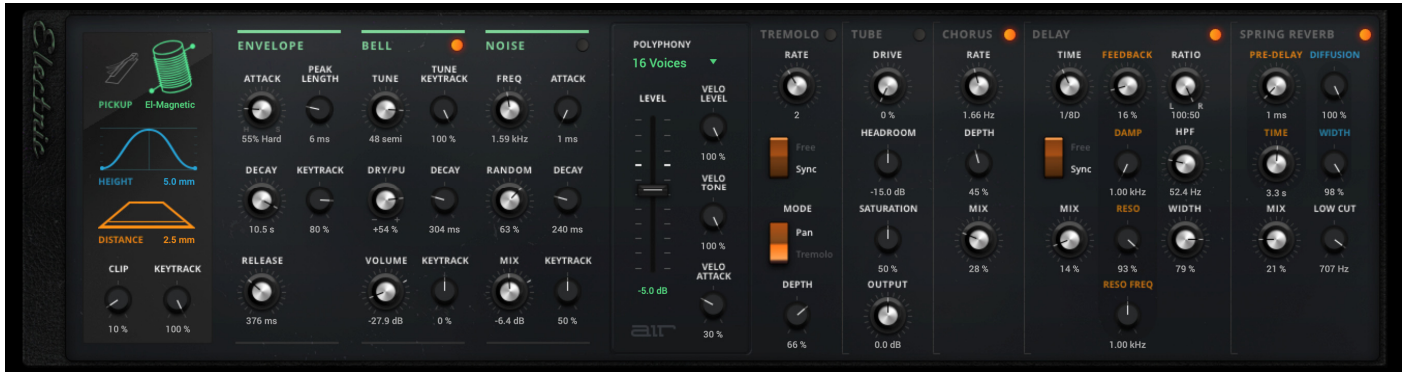 Electric
PICKUP El-Magnetic
HEIGHT 5.0 mm
DISTANCE 2.5 mm
CLIP KEYTRACK
10 % 100 %
ENVELOPE
ATTACK PEAK LENGTH
H S
55% Hard 6 ms
DECAY KEYTRACK
10.5 s 80 %
RELEASE
376 ms
BELL
TUNE TUNE KEYTRACK
48 semi 100 %
DRY/PU DECAY
− +
+54 % 304 ms
VOLUME KEYTRACK
-27.9 dB 0 %
NOISE
FREQ ATTACK
1.59 kHz 1 ms
RANDOM DECAY
63 % 240 ms
MIX KEYTRACK
-6.4 dB 50 %
POLYPHONY
16 Voices
LEVEL
-5.0 dB
air
VELO
LEVEL
100 %
VELO
TONE
100 %
VELO
ATTACK
30 %
TREMOLO
RATE
2
Free
Sync
MODE
Pan
Tremolo
DEPTH
66 %
TUBE
DRIVE
0 %
HEADROOM
-15.0 dB
SATURATION
50 %
OUTPUT
0.0 dB
CHORUS
RATE
1.66 Hz
DEPTH
45 %
MIX
28 %
DELAY
TIME FEEDBACK RATIO
L R
1/8D 16 % 100:50
Free
Sync
DAMP HPF
1.00 kHz 52.4 Hz
MIX RESO WIDTH
14 % 93 % 79 %
RESO FREQ
1.00 kHz
SPRING REVERB
PRE-DELAY DIFFUSION
1 ms 100 %
TIME WIDTH
3.3 s 98 %
MIX LOW CUT
21 % 707 Hz